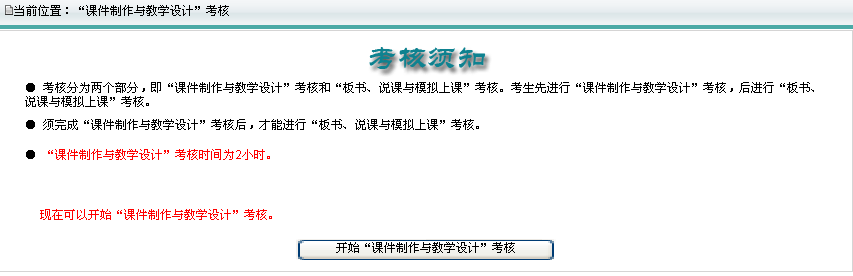 当前位置：“课件制作与教学设计”考核
考核须知
● 考核分为两个部分，即“课件制作与教学设计”考核和“板书、说课与模拟上课”考核。考生先进行“课件制作与教学设计”考核，后进行“板书、
说课与模拟上课”考核。
● 须完成“课件制作与教学设计”考核后，才能进行“板书、说课与模拟上课”考核。
● “课件制作与教学设计”考核时间为2小时。
现在可以开始“课件制作与教学设计”考核。
开始“课件制作与教学设计”考核